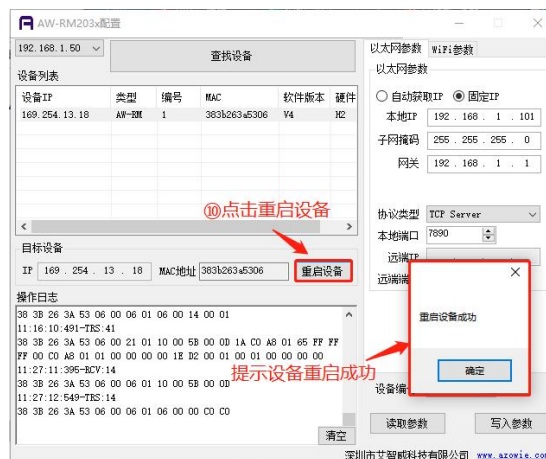 AW-RM203x配置
192.168.1.50
查找设备
设备列表
设备IP 类型 编号 MAC 软件版本 硬件
169.254.13.18 AW-RM 1 383b263a5306 V4 H2
⑩点击重启设备
目标设备
IP 169 . 254 . 13 . 18 MAC地址 383b263a5306 重启设备
操作日志
38 3B 26 3A 53 06 00 06 01 06 00 14 00 01
11:16:10:491-TRS:41
38 3B 26 3A 53 06 00 21 01 10 00 5B 00 0D 1A C0 A8 01 65 FF FF
FF 00 C0 A8 01 01 00 00 00 00 1E D2 00 01 00 01 00 00 00 00
11:27:11:395-RCV:14
38 3B 26 3A 53 06 00 06 01 10 00 5B 00 0D
11:27:12:549-TRS:14
38 3B 26 3A 53 06 00 06 01 06 00 00 C0 C0
提示设备重启成功
清空
以太网参数 WiFi参数
以太网参数
自动获取IP 固定IP
本地IP 192 . 168 . 1 . 101
子网掩码 255 . 255 . 255 . 0
网关 192 . 168 . 1 . 1
协议类型 TCP Server
本地端口 7890
远端IP
远端端
重启设备成功
确定
设备编
读取参数 写入参数
深圳市艾智威科技有限公司 www.azowie.com